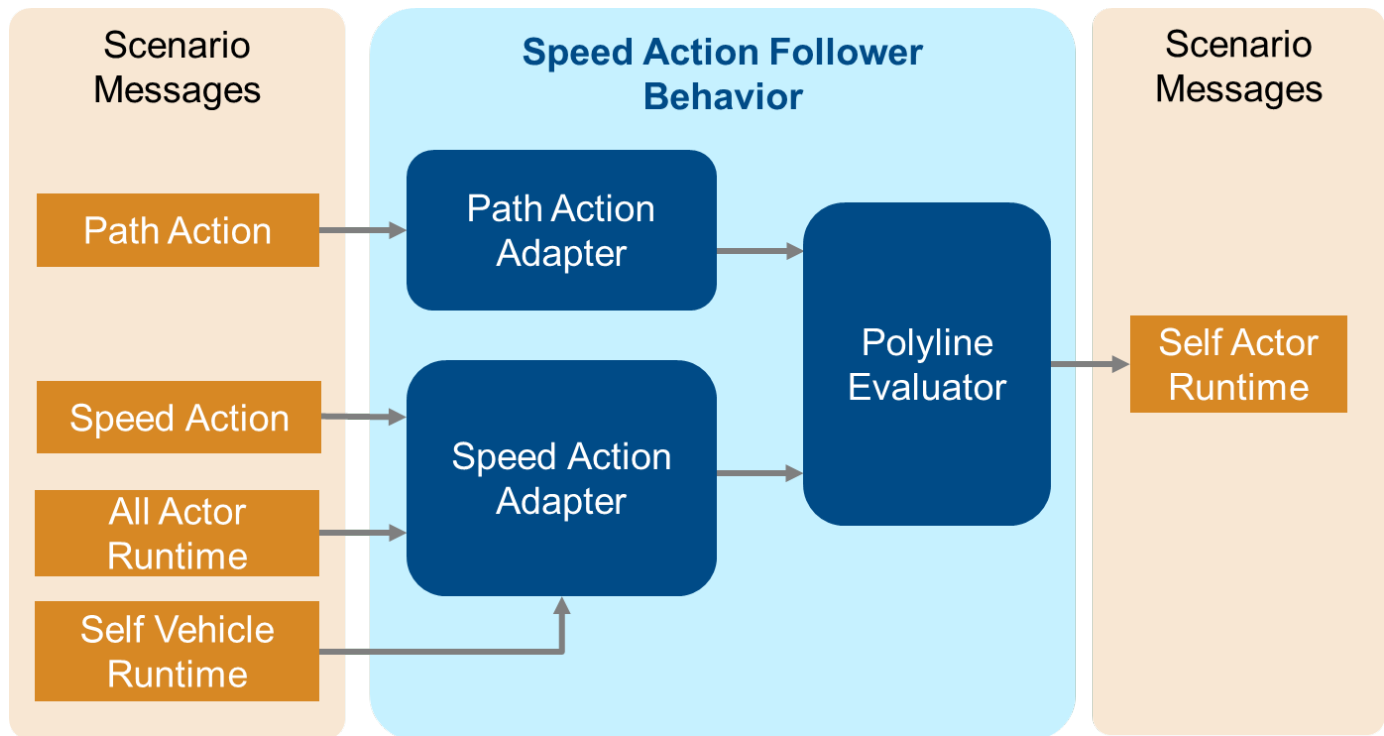 Scenario
Messages
Path Action
Speed Action
All Actor
Runtime
Self Vehicle
Runtime
Speed Action Follower
Behavior
Path Action
Adapter
Speed Action
Adapter
Polyline
Evaluator
Scenario
Messages
Self Actor
Runtime